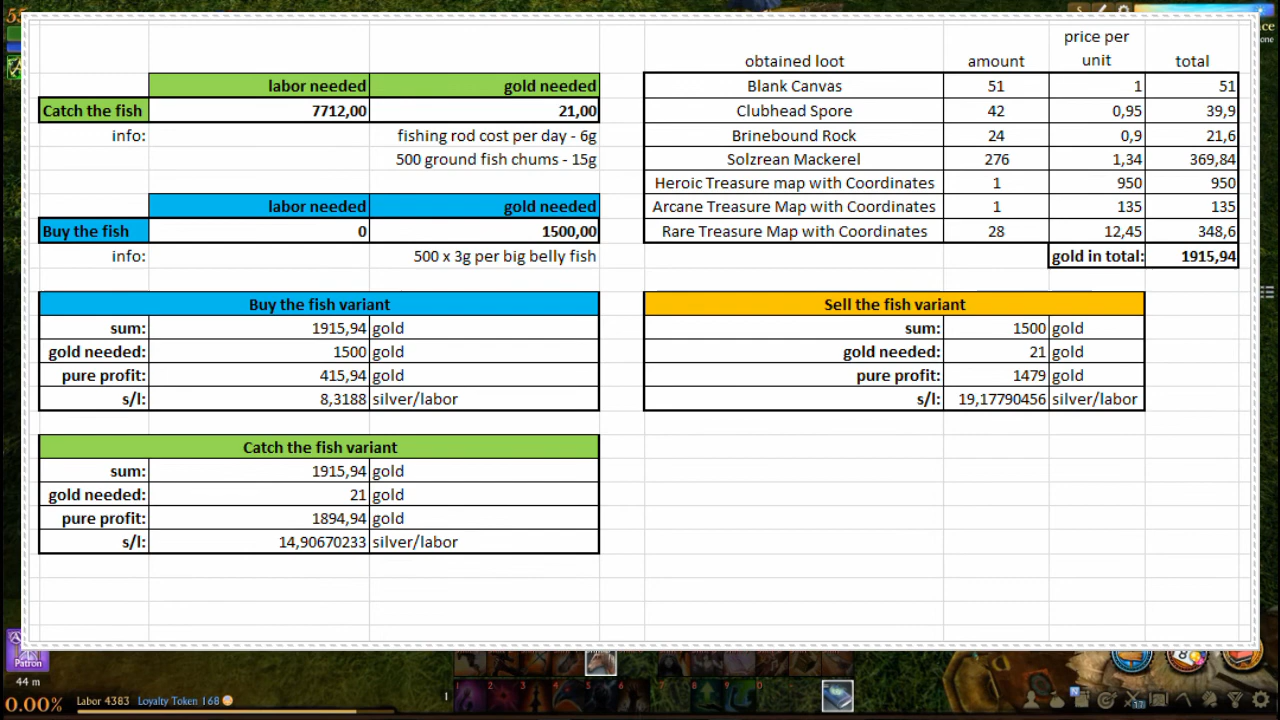 labor needed gold needed
Catch the fish 7712,00 21,00
info: fishing rod cost per day - 6g
500 ground fish chums - 15g
labor needed gold needed
Buy the fish 0 1500,00
info: 500 x 3g per big belly fish
obtained loot amount price per unit total
Blank Canvas 51 1 51
Clubhead Spore 42 0,95 39,9
Brinebound Rock 24 0,9 21,6
Solzrean Mackerel 276 1,34 369,84
Heroic Treasure map with Coordinates 1 950 950
Arcane Treasure Map with Coordinates 1 135 135
Rare Treasure Map with Coordinates 28 12,45 348,6
gold in total: 1915,94
Buy the fish variant
sum: 1915,94 gold
gold needed: 1500 gold
pure profit: 415,94 gold
s/l: 8,3188 silver/labor
Sell the fish variant
sum: 1500 gold
gold needed: 21 gold
pure profit: 1479 gold
s/l: 19,17790456 silver/labor
Catch the fish variant
sum: 1915,94 gold
gold needed: 21 gold
pure profit: 1894,94 gold
s/l: 14,90670233 silver/labor
Patron
44 m
0.00% Labor 4383 Loyalty Token 168
1
17